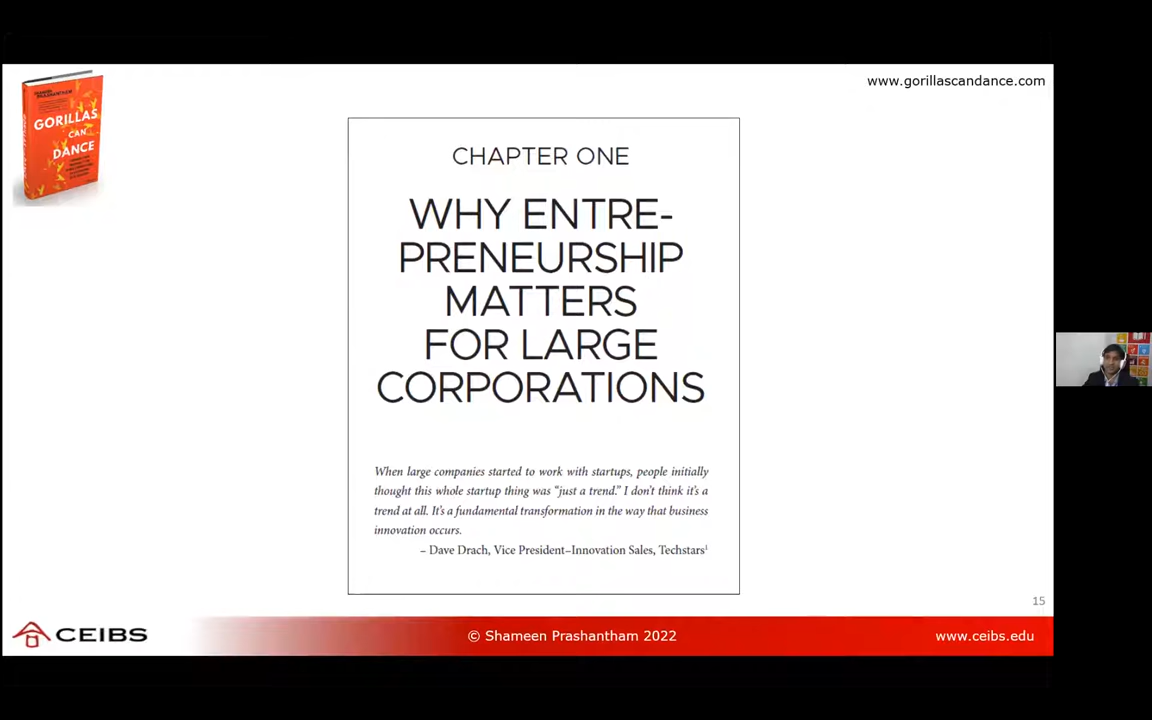 www.gorillascandance.com
GORILLAS
CAN
DANCE
CHAPTER ONE
WHY ENTRE-
PRENEURSHIP
MATTERS
FOR LARGE
CORPORATIONS
When large companies started to work with startups, people initially
thought this whole startup thing was “just a trend.” I don’t think it’s a
trend at all. It’s a fundamental transformation in the way that business
innovation occurs.
– Dave Drach, Vice President–Innovation Sales, Techstars¹
15
CEIBS
© Shameen Prashantham 2022
www.ceibs.edu